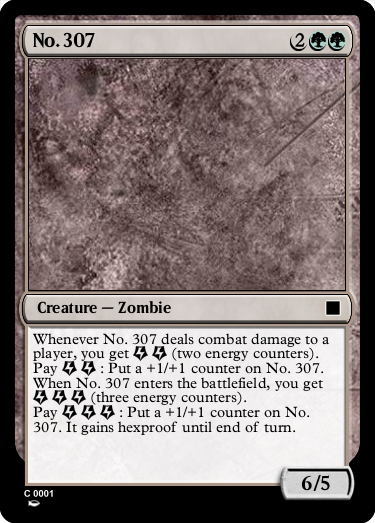 No. 307
2
Creature — Zombie
Whenever No. 307 deals combat damage to a
player, you get (two energy counters).
Pay : Put a +1/+1 counter on No. 307.
When No. 307 enters the battlefield, you get
(three energy counters).
Pay : Put a +1/+1 counter on No.
307. It gains hexproof until end of turn.
6/5
C 0001